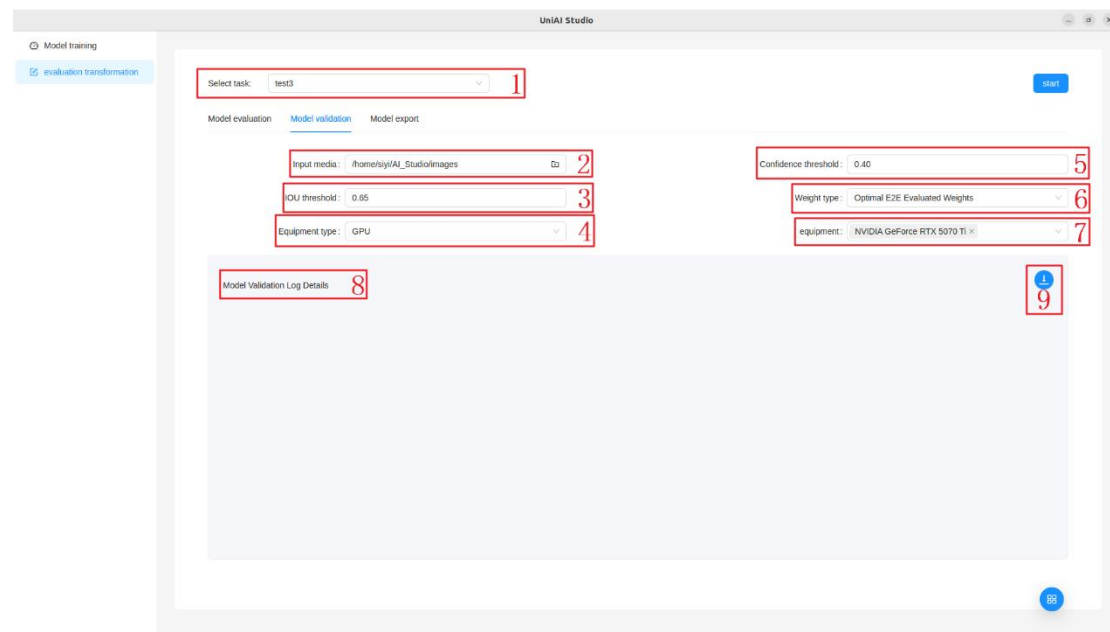 UniAI Studio
Model training
evaluation transformation
Select task: test3 1
start
Model evaluation Model validation Model export
Input media: /home/siyi/AI_Studio/images 2
Confidence threshold: 0.40 5
IOU threshold: 0.65 3
Weight type: Optimal E2E Evaluated Weights 6
Equipment type: GPU 4
equipment: NVIDIA GeForce RTX 5070 Ti × 7
Model Validation Log Details 8
9